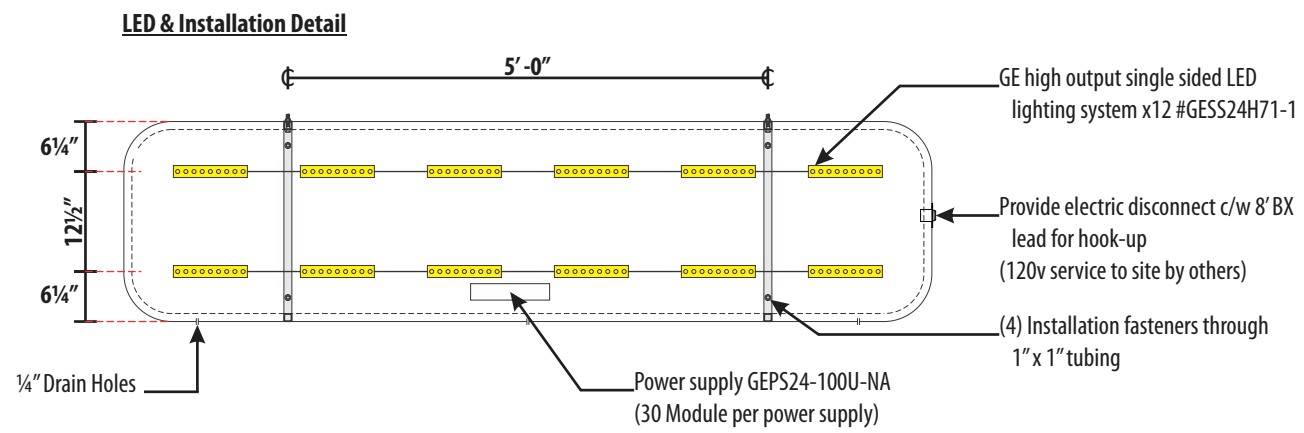 LED & Installation Detail
5’-0”
6¼”
12½”
6¼”
GE high output single sided LED
lighting system x12 #GESS24H71-1
Provide electric disconnect c/w 8’ BX
lead for hook-up
(120v service to site by others)
(4) Installation fasteners through
1” x 1” tubing
¼” Drain Holes
Power supply GEPS24-100U-NA
(30 Module per power supply)